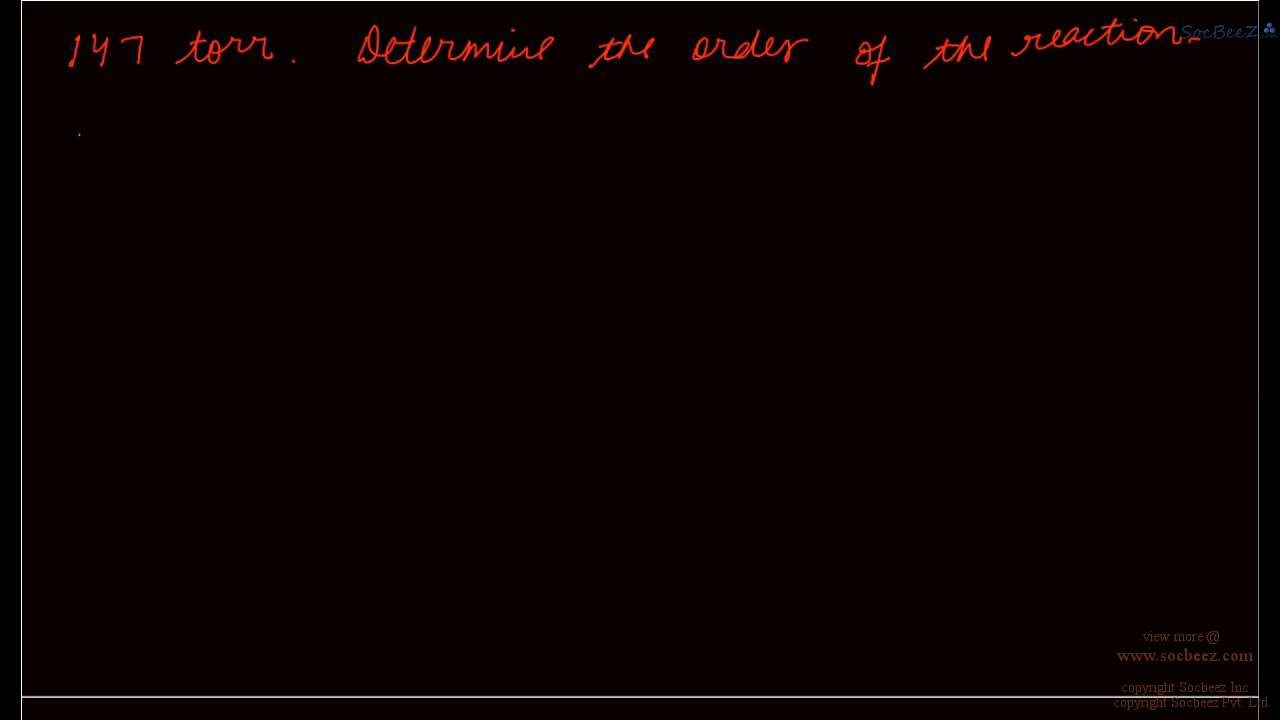 147 torr. Determine the order of the reaction.
SocBeeZ
view more @
www.socbeez.com
copyright Socbeez Inc.
copyright Socbeez Pvt. Ltd.